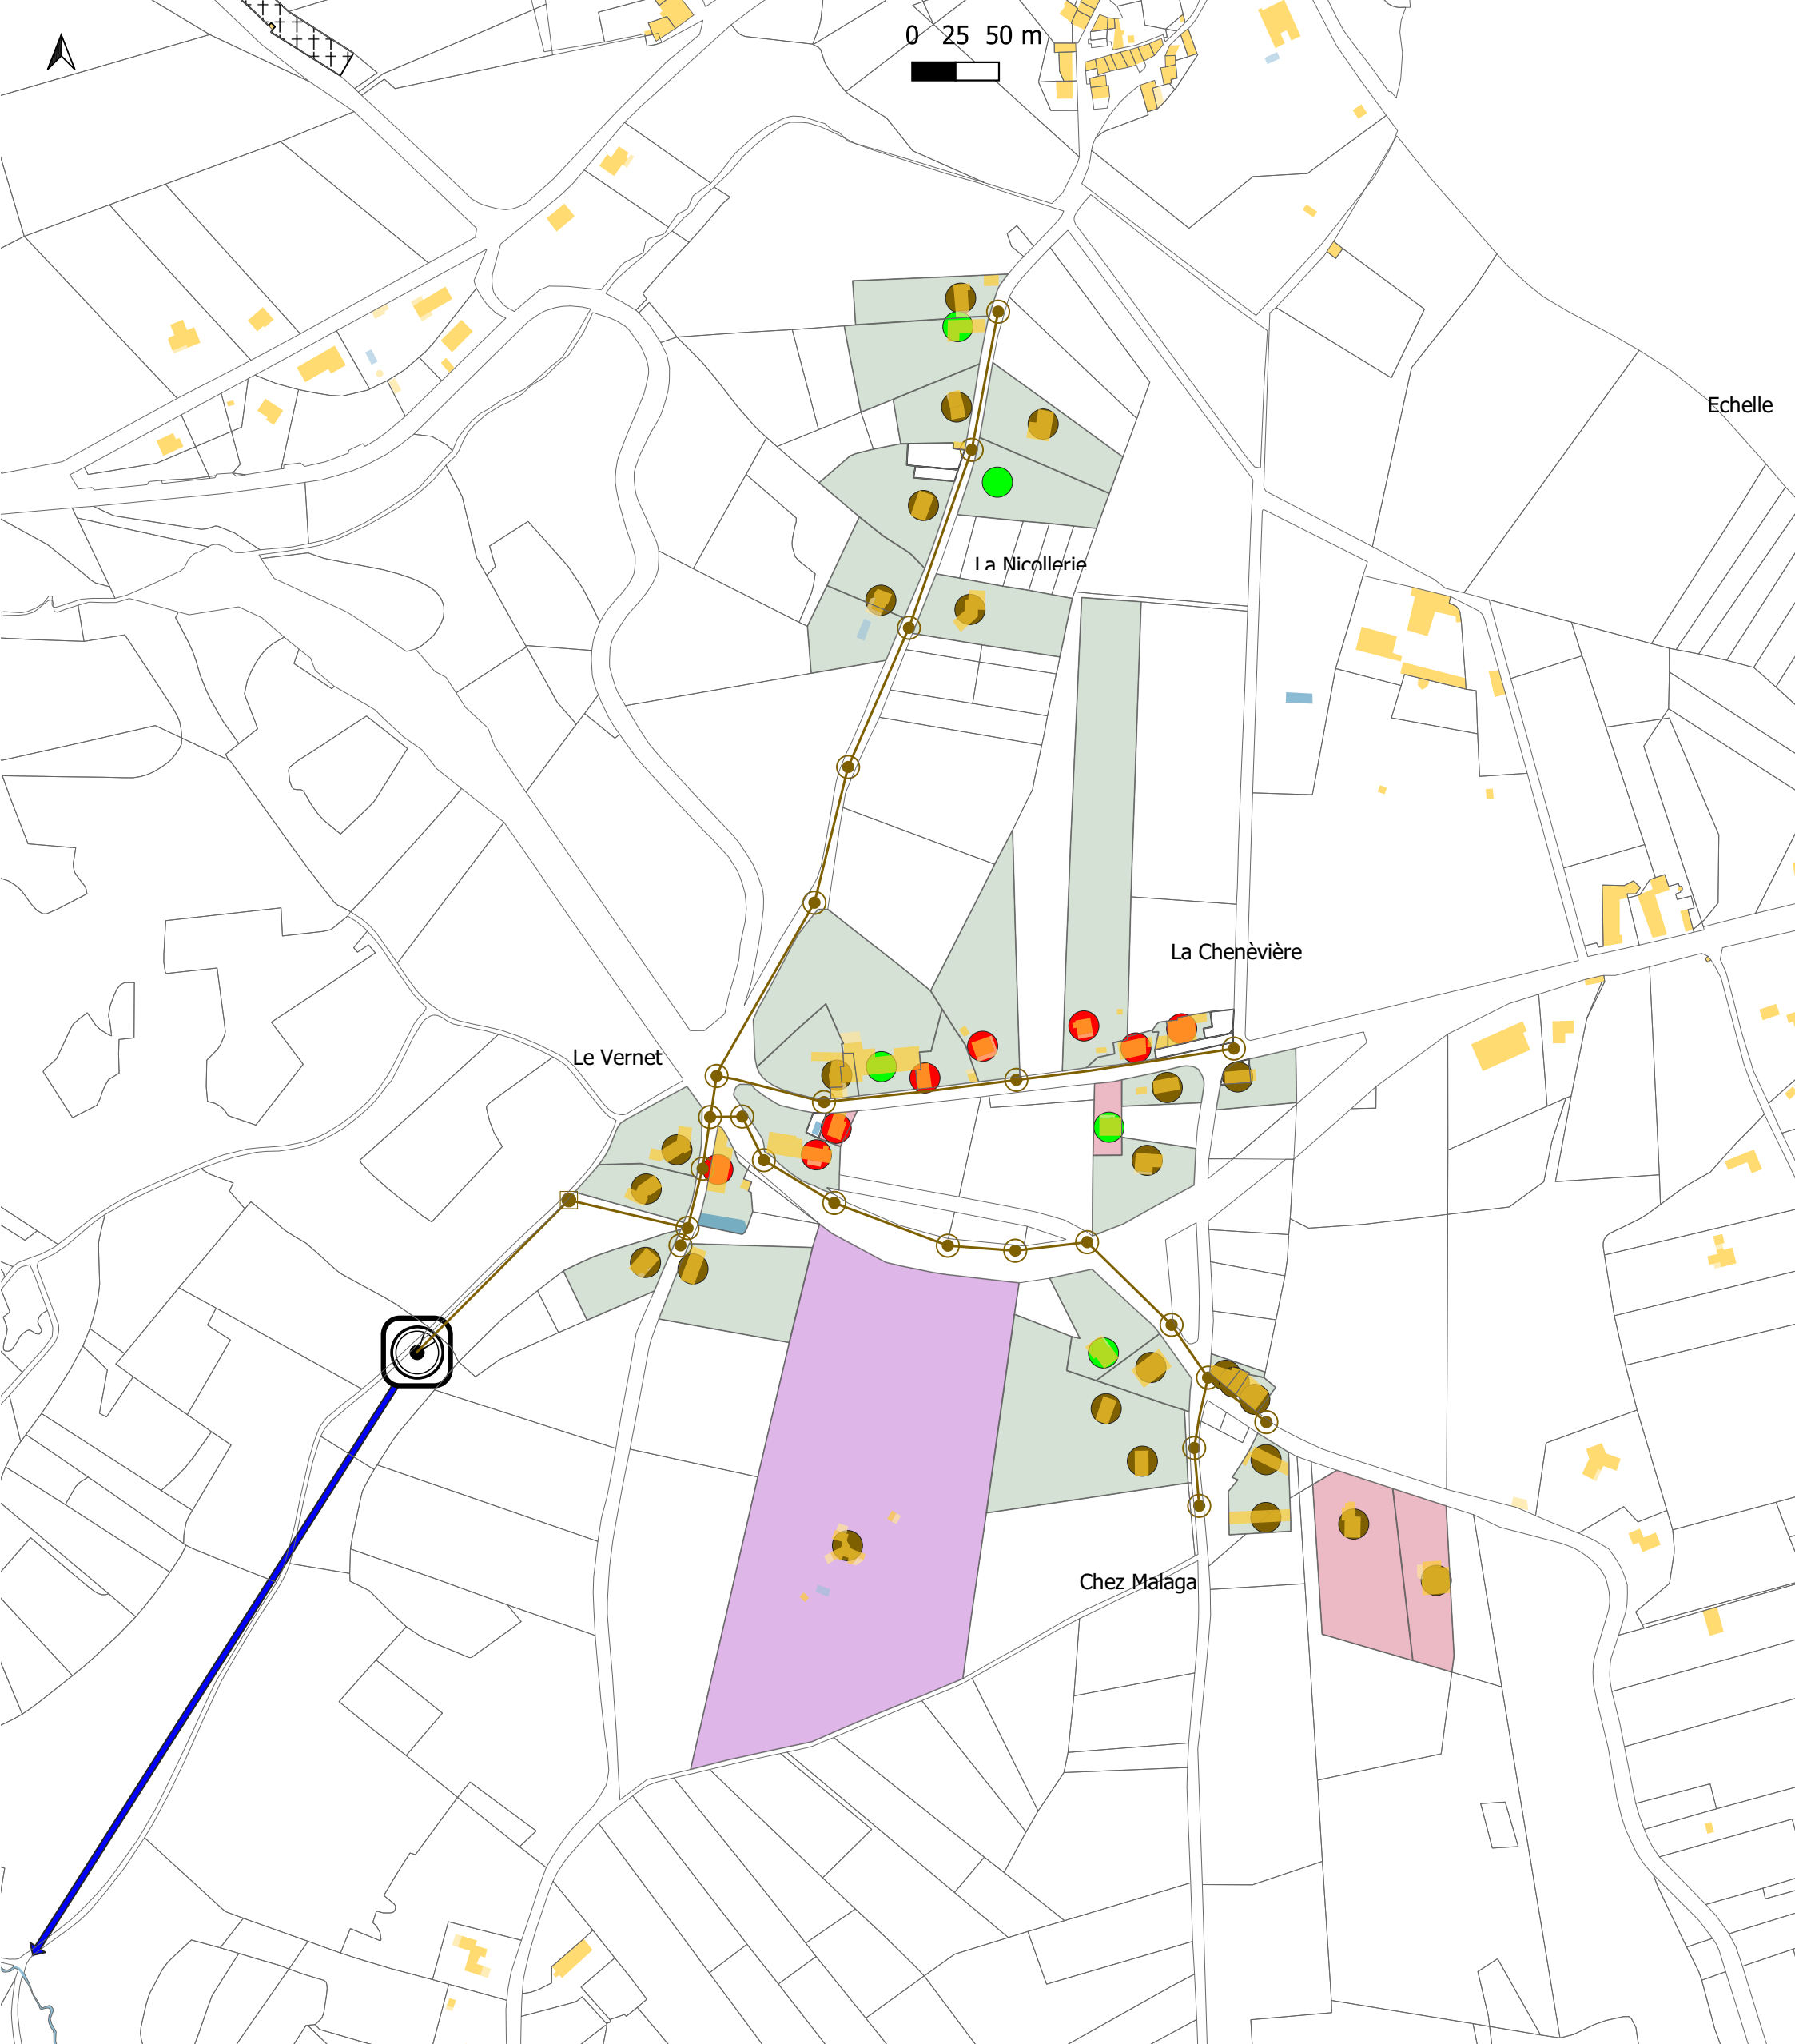 0 25 50 m
Echelle
La Nicollerie
La Chenèvière
Le Vernet
Chez Malaga